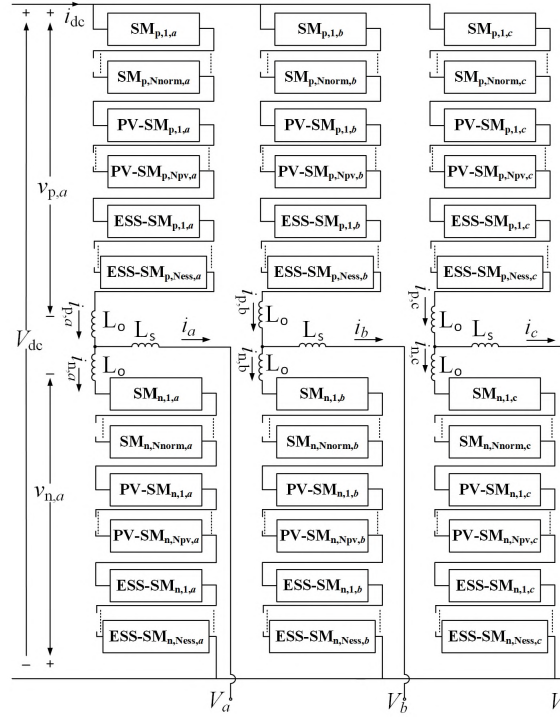 + + i_dc
SM_p,1,a SM_p,1,b SM_p,1,c
SM_p,Nnorm,a SM_p,Nnorm,b SM_p,Nnorm,c
PV-SM_p,1,a PV-SM_p,1,b PV-SM_p,1,c
PV-SM_p,Npv,a PV-SM_p,Npv,b PV-SM_p,Npv,c
v_p,a
ESS-SM_p,1,a ESS-SM_p,1,b ESS-SM_p,1,c
ESS-SM_p,Ness,a ESS-SM_p,Ness,b ESS-SM_p,Ness,c
i_p,a L_o i_p,b L_o i_p,c L_o
−
V_dc
L_s i_a L_s i_b L_s i_c
−
i_n,a L_o i_n,b L_o i_n,c L_o
SM_n,1,a SM_n,1,b SM_n,1,c
SM_n,Nnorm,a SM_n,Nnorm,b SM_n,Nnorm,c
v_n,a
PV-SM_n,1,a PV-SM_n,1,b PV-SM_n,1,c
PV-SM_n,Npv,a PV-SM_n,Npv,b PV-SM_n,Npv,c
ESS-SM_n,1,a ESS-SM_n,1,b ESS-SM_n,1,c
ESS-SM_n,Ness,a ESS-SM_n,Ness,b ESS-SM_n,Ness,c
− +
V_a V_b V